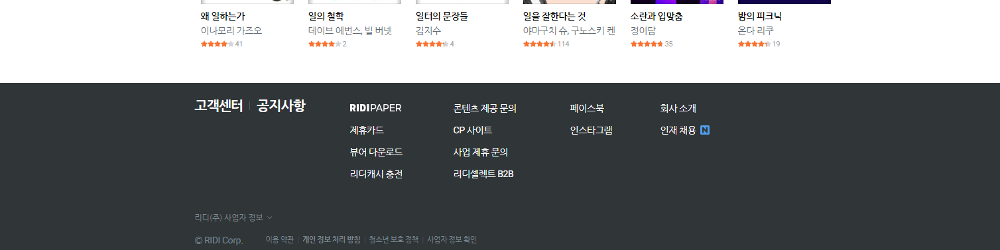 왜 일하는가
이나모리 가즈오
41
일의 철학
데이브 에번스, 빌 버넷
2
일터의 문장들
김지수
4
일을 잘한다는 것
야마구치 슈, 구노스키 켄
114
소란과 입맞춤
정이담
35
밤의 피크닉
온다 리쿠
19
고객센터 | 공지사항
RIDIPAPER
제휴카드
뷰어 다운로드
리디캐시 충전
콘텐츠 제공 문의
CP 사이트
사업 제휴 문의
리디셀렉트 B2B
페이스북
인스타그램
회사 소개
인재 채용 N
리디(주) 사업자 정보
© RIDI Corp. 이용 약관 | 개인 정보 처리 방침 | 청소년 보호 정책 | 사업자 정보 확인